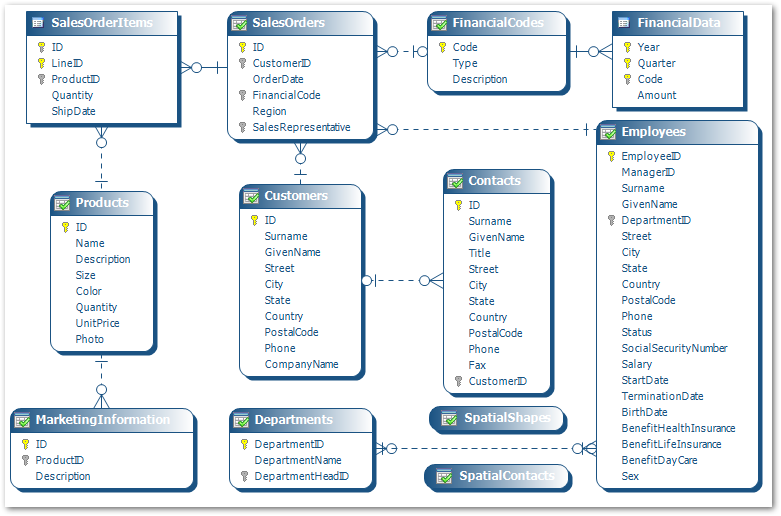 SalesOrderItems
ID
LineID
ProductID
Quantity
ShipDate
SalesOrders
ID
CustomerID
OrderDate
FinancialCode
Region
SalesRepresentative
FinancialCodes
Code
Type
Description
FinancialData
Year
Quarter
Code
Amount
Products
ID
Name
Description
Size
Color
Quantity
UnitPrice
Photo
Customers
ID
Surname
GivenName
Street
City
State
Country
PostalCode
Phone
CompanyName
Contacts
ID
Surname
GivenName
Title
Street
City
State
Country
PostalCode
Phone
Fax
CustomerID
Employees
EmployeeID
ManagerID
Surname
GivenName
DepartmentID
Street
City
State
Country
PostalCode
Phone
Status
SocialSecurityNumber
Salary
StartDate
TerminationDate
BirthDate
BenefitHealthInsurance
BenefitLifeInsurance
BenefitDayCare
Sex
MarketingInformation
ID
ProductID
Description
Departments
DepartmentID
DepartmentName
DepartmentHeadID
SpatialShapes
SpatialContacts